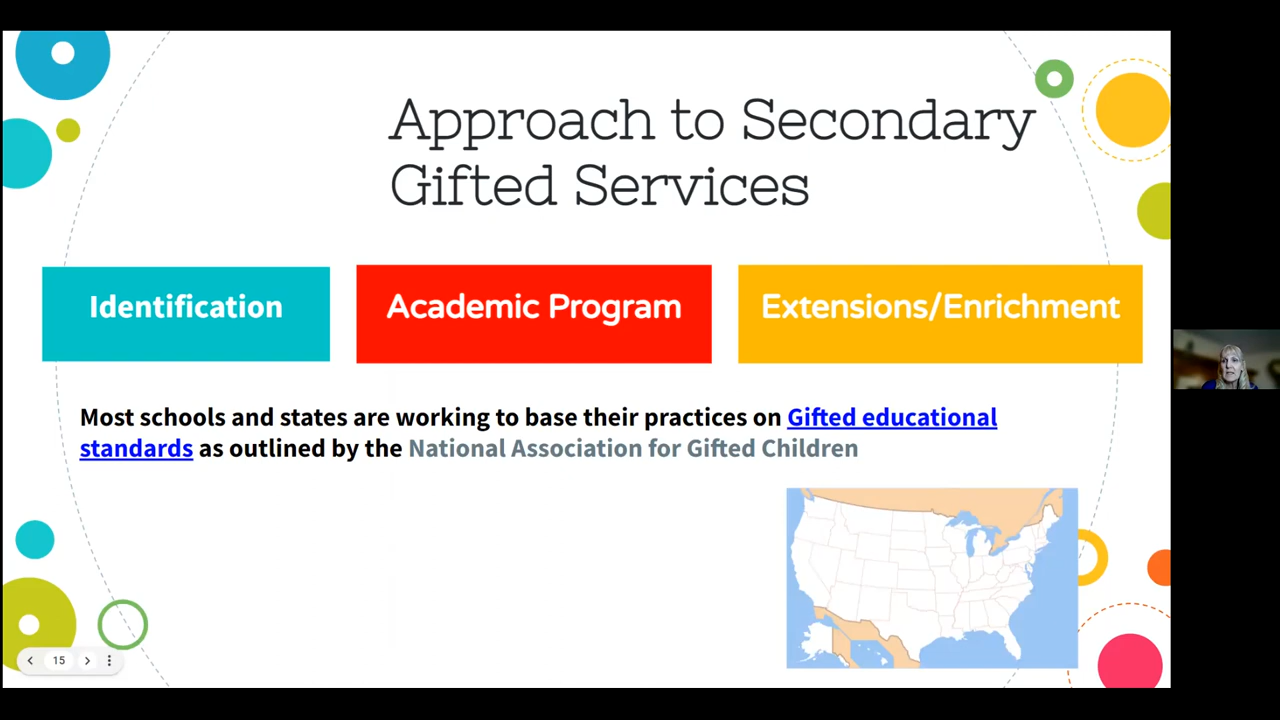 Approach to Secondary
Gifted Services
Identification
Academic Program
Extensions/Enrichment
Most schools and states are working to base their practices on Gifted educational
standards as outlined by the National Association for Gifted Children
15